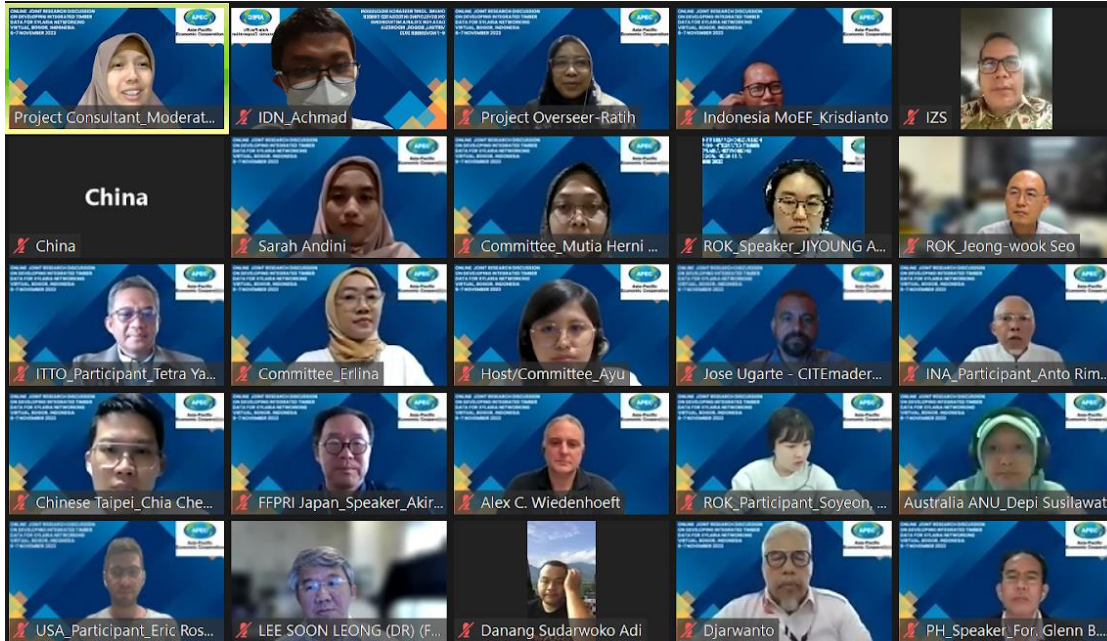 ONLINE JOINT RESEARCH DISCUSSION
ON DEVELOPING INTEGRATED TIMBER
DATA FOR XYLARIA NETWORKING
VIRTUAL, BOGOR, INDONESIA
6-7 NOVEMBER 2023
APEC
Asia-Pacific
Economic Cooperation
Project Consultant_Moderat...
IDN_Achmad
Project Overseer-Ratih
Indonesia MoEF_Krisdianto
IZS
China
China
Sarah Andini
Committee_Mutia Herni ...
ROK_Speaker_JIYOUNG A...
ROK_Jeong-wook Seo
ITTO_Participant_Tetra Ya...
Committee_Erlina
Host/Committee_Ayu
Jose Ugarte - CITEmader...
INA_Participant_Anto Rim...
Chinese Taipei_Chia Che...
FFPRI Japan_Speaker_Akir...
Alex C. Wiedenhoeft
ROK_Participant_Soyeon, ...
Australia ANU_Depi Susilawat
USA_Participant_Eric Ros...
LEE SOON LEONG (DR) (F...
Danang Sudarwoko Adi
Djarwanto
PH_Speaker_For. Glenn B...